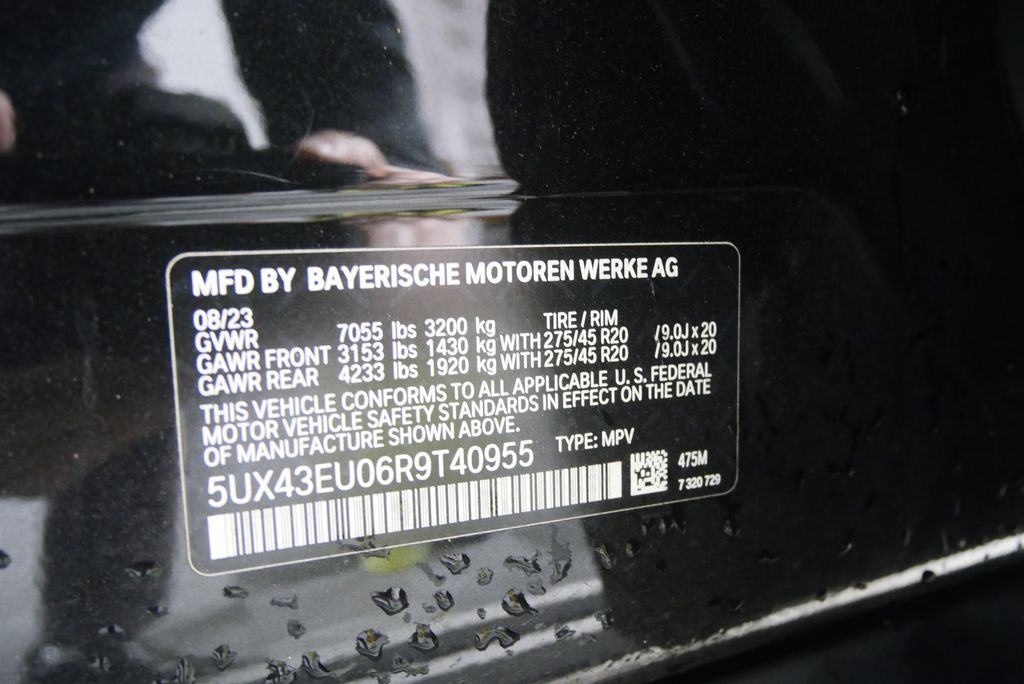 MFD BY BAYERISCHE MOTOREN WERKE AG
08/23 TIRE / RIM
GVWR 7055 lbs 3200 kg
GAWR FRONT 3153 lbs 1430 kg WITH 275/45 R20 /9.0J x 20
GAWR REAR 4233 lbs 1920 kg WITH 275/45 R20 /9.0J x 20
THIS VEHICLE CONFORMS TO ALL APPLICABLE U.S. FEDERAL
MOTOR VEHICLE SAFETY STANDARDS IN EFFECT ON THE DATE
OF MANUFACTURE SHOWN ABOVE.
5UX43EU06R9T40955 TYPE: MPV
475M
7 320 729